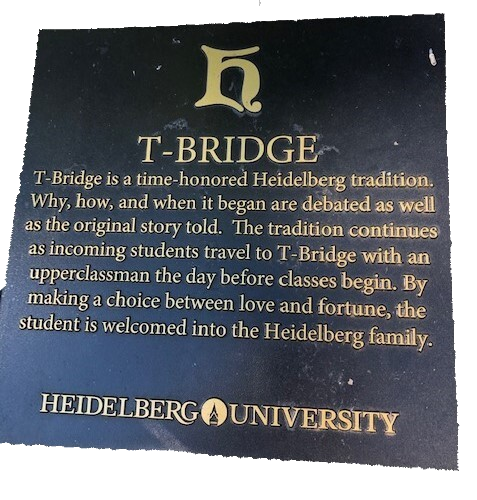 H
T-BRIDGE
T-Bridge is a time-honored Heidelberg tradition.
Why, how, and when it began are debated as well
as the original story told. The tradition continues
as incoming students travel to T-Bridge with an
upperclassman the day before classes begin. By
making a choice between love and fortune, the
student is welcomed into the Heidelberg family.
HEIDELBERG UNIVERSITY